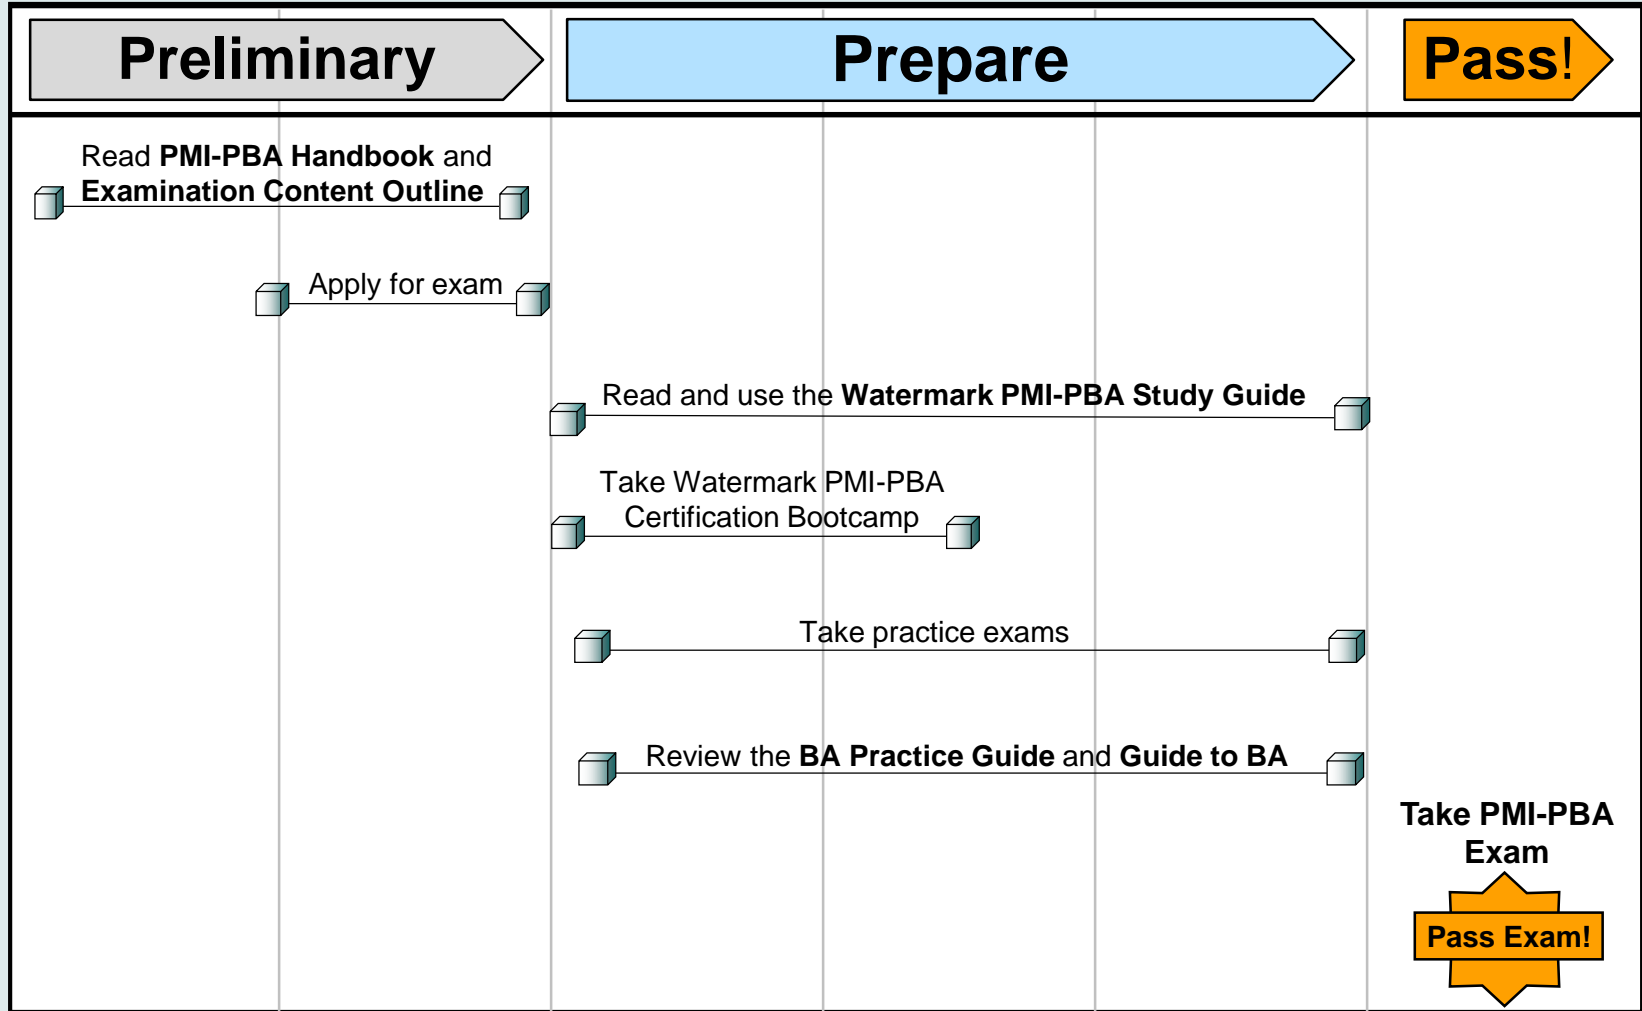 Preliminary
Prepare
Pass!
Read PMI-PBA Handbook and
Examination Content Outline
Apply for exam
Read and use the Watermark PMI-PBA Study Guide
Take Watermark PMI-PBA
Certification Bootcamp
Take practice exams
Review the BA Practice Guide and Guide to BA
Take PMI-PBA
Exam
Pass Exam!